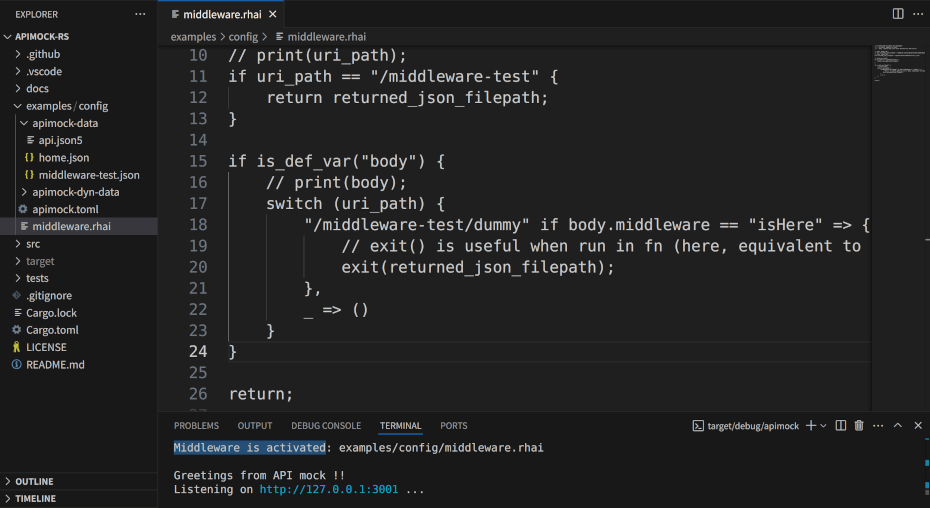 EXPLORER
APIMOCK-RS
.github
.vscode
docs
examples / config
apimock-data
api.json5
home.json
middleware-test.json
apimock-dyn-data
apimock.toml
middleware.rhai
src
target
tests
.gitignore
Cargo.lock
Cargo.toml
LICENSE
README.md
OUTLINE
TIMELINE
middleware.rhai
examples > config > middleware.rhai
10 // print(uri_path);
11 if uri_path == "/middleware-test" {
12 return returned_json_filepath;
13 }
14
15 if is_def_var("body") {
16 // print(body);
17 switch (uri_path) {
18 "/middleware-test/dummy" if body.middleware == "isHere" => {
19 // exit() is useful when run in fn (here, equivalent to
20 exit(returned_json_filepath);
21 },
22 _ => ()
23 }
24 }
25
26 return;
PROBLEMS OUTPUT DEBUG CONSOLE TERMINAL PORTS target/debug/apimock
Middleware is activated: examples/config/middleware.rhai
Greetings from API mock !!
Listening on http://127.0.0.1:3001 ...